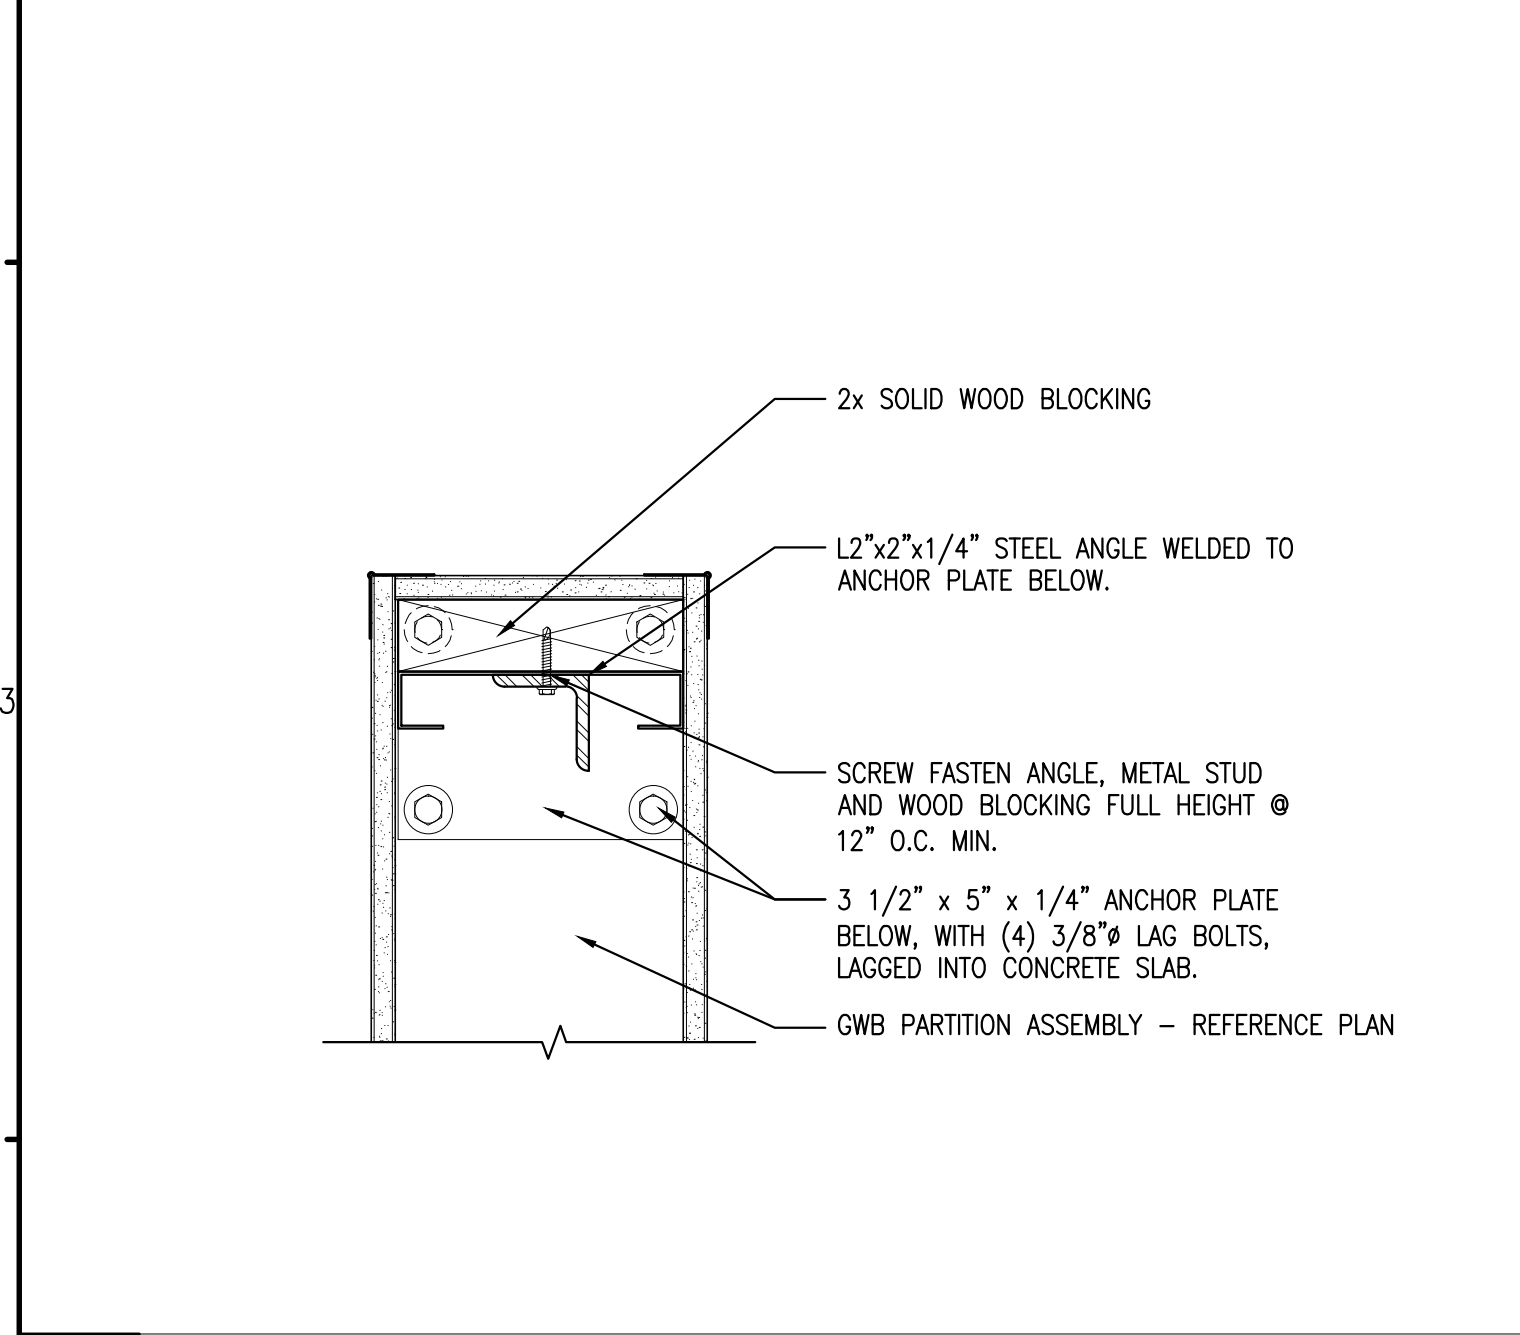 2x SOLID WOOD BLOCKING
L2”x2”x1/4” STEEL ANGLE WELDED TO
ANCHOR PLATE BELOW.
3
SCREW FASTEN ANGLE, METAL STUD
AND WOOD BLOCKING FULL HEIGHT @
12” O.C. MIN.
3 1/2” x 5” x 1/4” ANCHOR PLATE
BELOW, WITH (4) 3/8”ø LAG BOLTS,
LAGGED INTO CONCRETE SLAB.
GWB PARTITION ASSEMBLY – REFERENCE PLAN